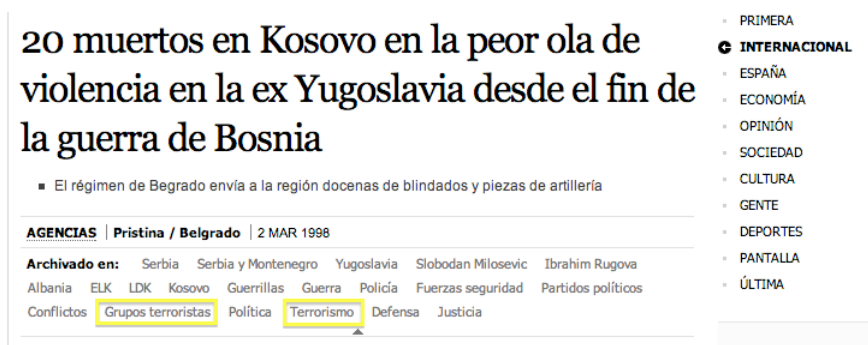 20 muertos en Kosovo en la peor ola de
violencia en la ex Yugoslavia desde el fin de
la guerra de Bosnia
El régimen de Begrado envía a la región docenas de blindados y piezas de artillería
AGENCIAS | Pristina / Belgrado | 2 MAR 1998
Archivado en: Serbia Serbia y Montenegro Yugoslavia Slobodan Milosevic Ibrahim Rugova
Albania ELK LDK Kosovo Guerrillas Guerra Policía Fuerzas seguridad Partidos políticos
Conflictos Grupos terroristas Política Terrorismo Defensa Justicia
PRIMERA
INTERNACIONAL
ESPAÑA
ECONOMÍA
OPINIÓN
SOCIEDAD
CULTURA
GENTE
DEPORTES
PANTALLA
ÚLTIMA